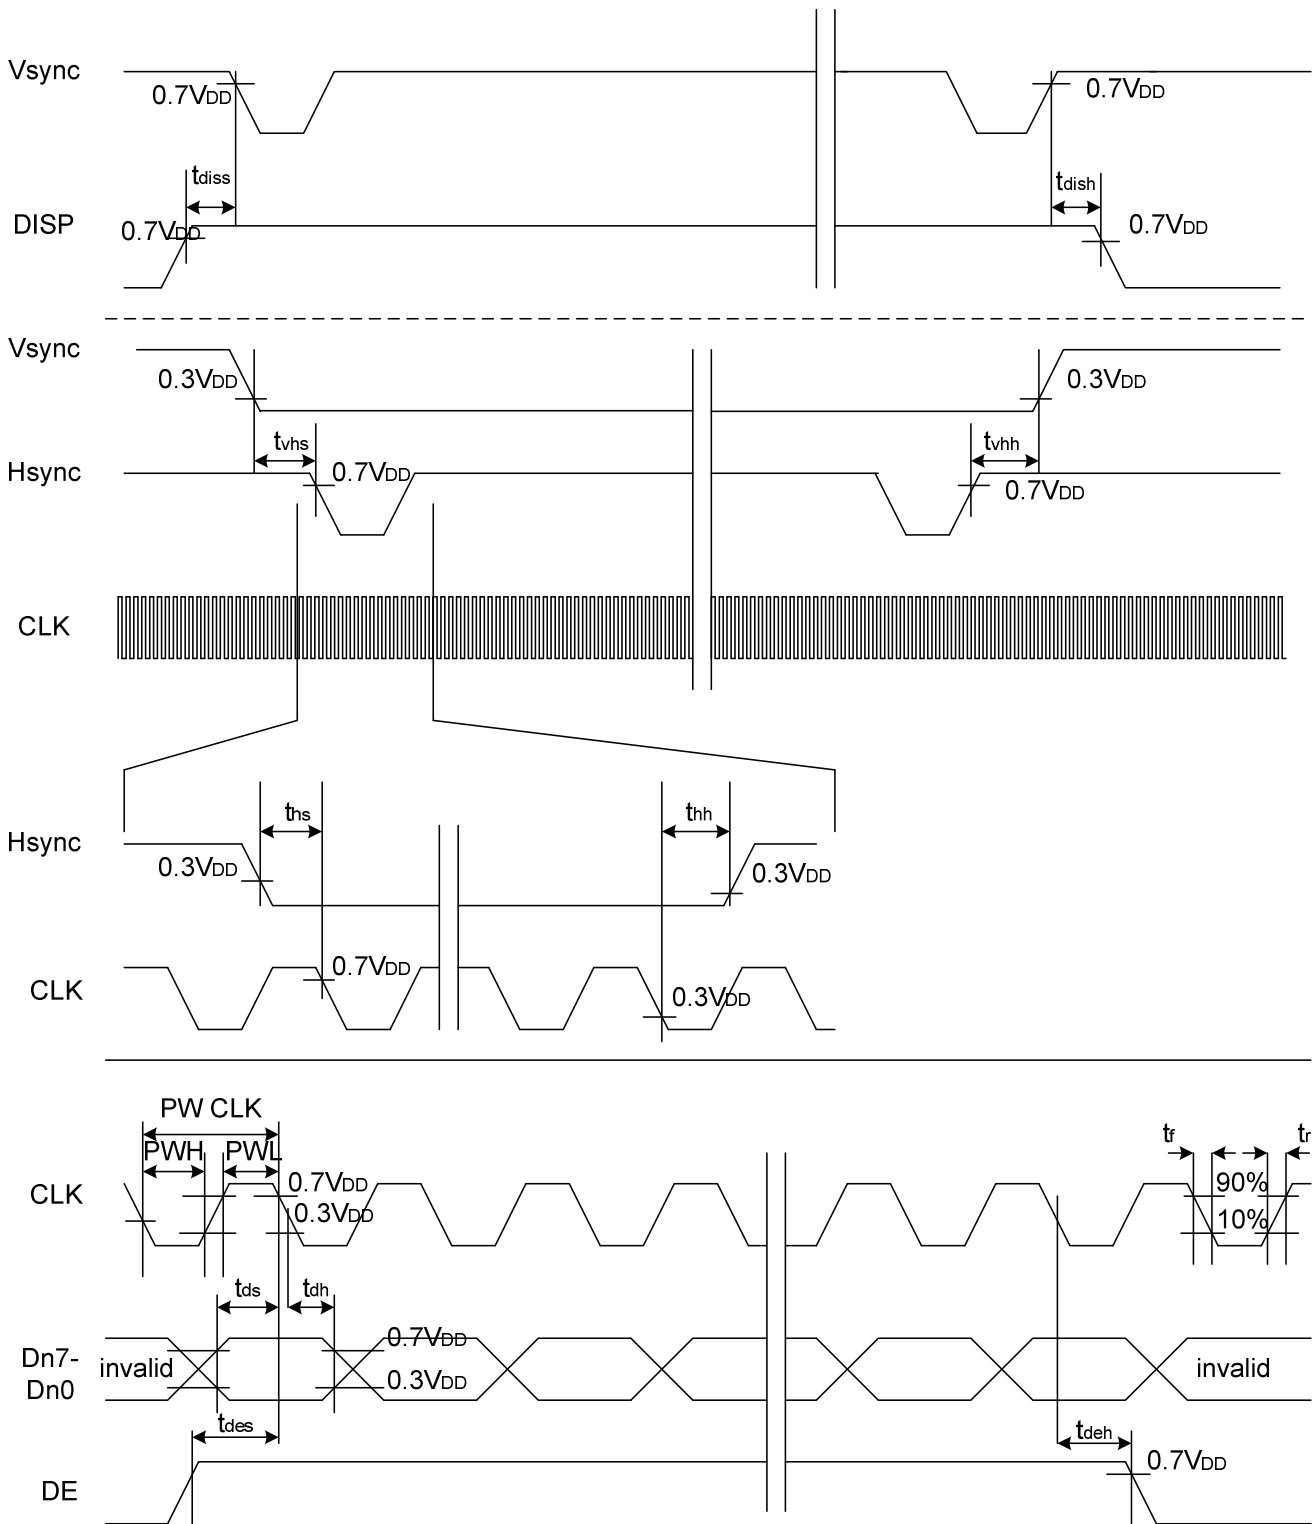 Vsync
0.7VDD
0.7VDD
tdiss
tdish
DISP
0.7VDD
0.7VDD
Vsync
0.3VDD
0.3VDD
tvhs
tvhh
Hsync
0.7VDD
0.7VDD
CLK
ths
thh
Hsync
0.3VDD
0.3VDD
CLK
0.7VDD
0.3VDD
PW CLK
PWH
PWL
tf
tr
CLK
0.7VDD
0.3VDD
90%
10%
tds
tdh
Dn7-
Dn0
invalid
0.7VDD
0.3VDD
invalid
tdes
tdeh
DE
0.7VDD